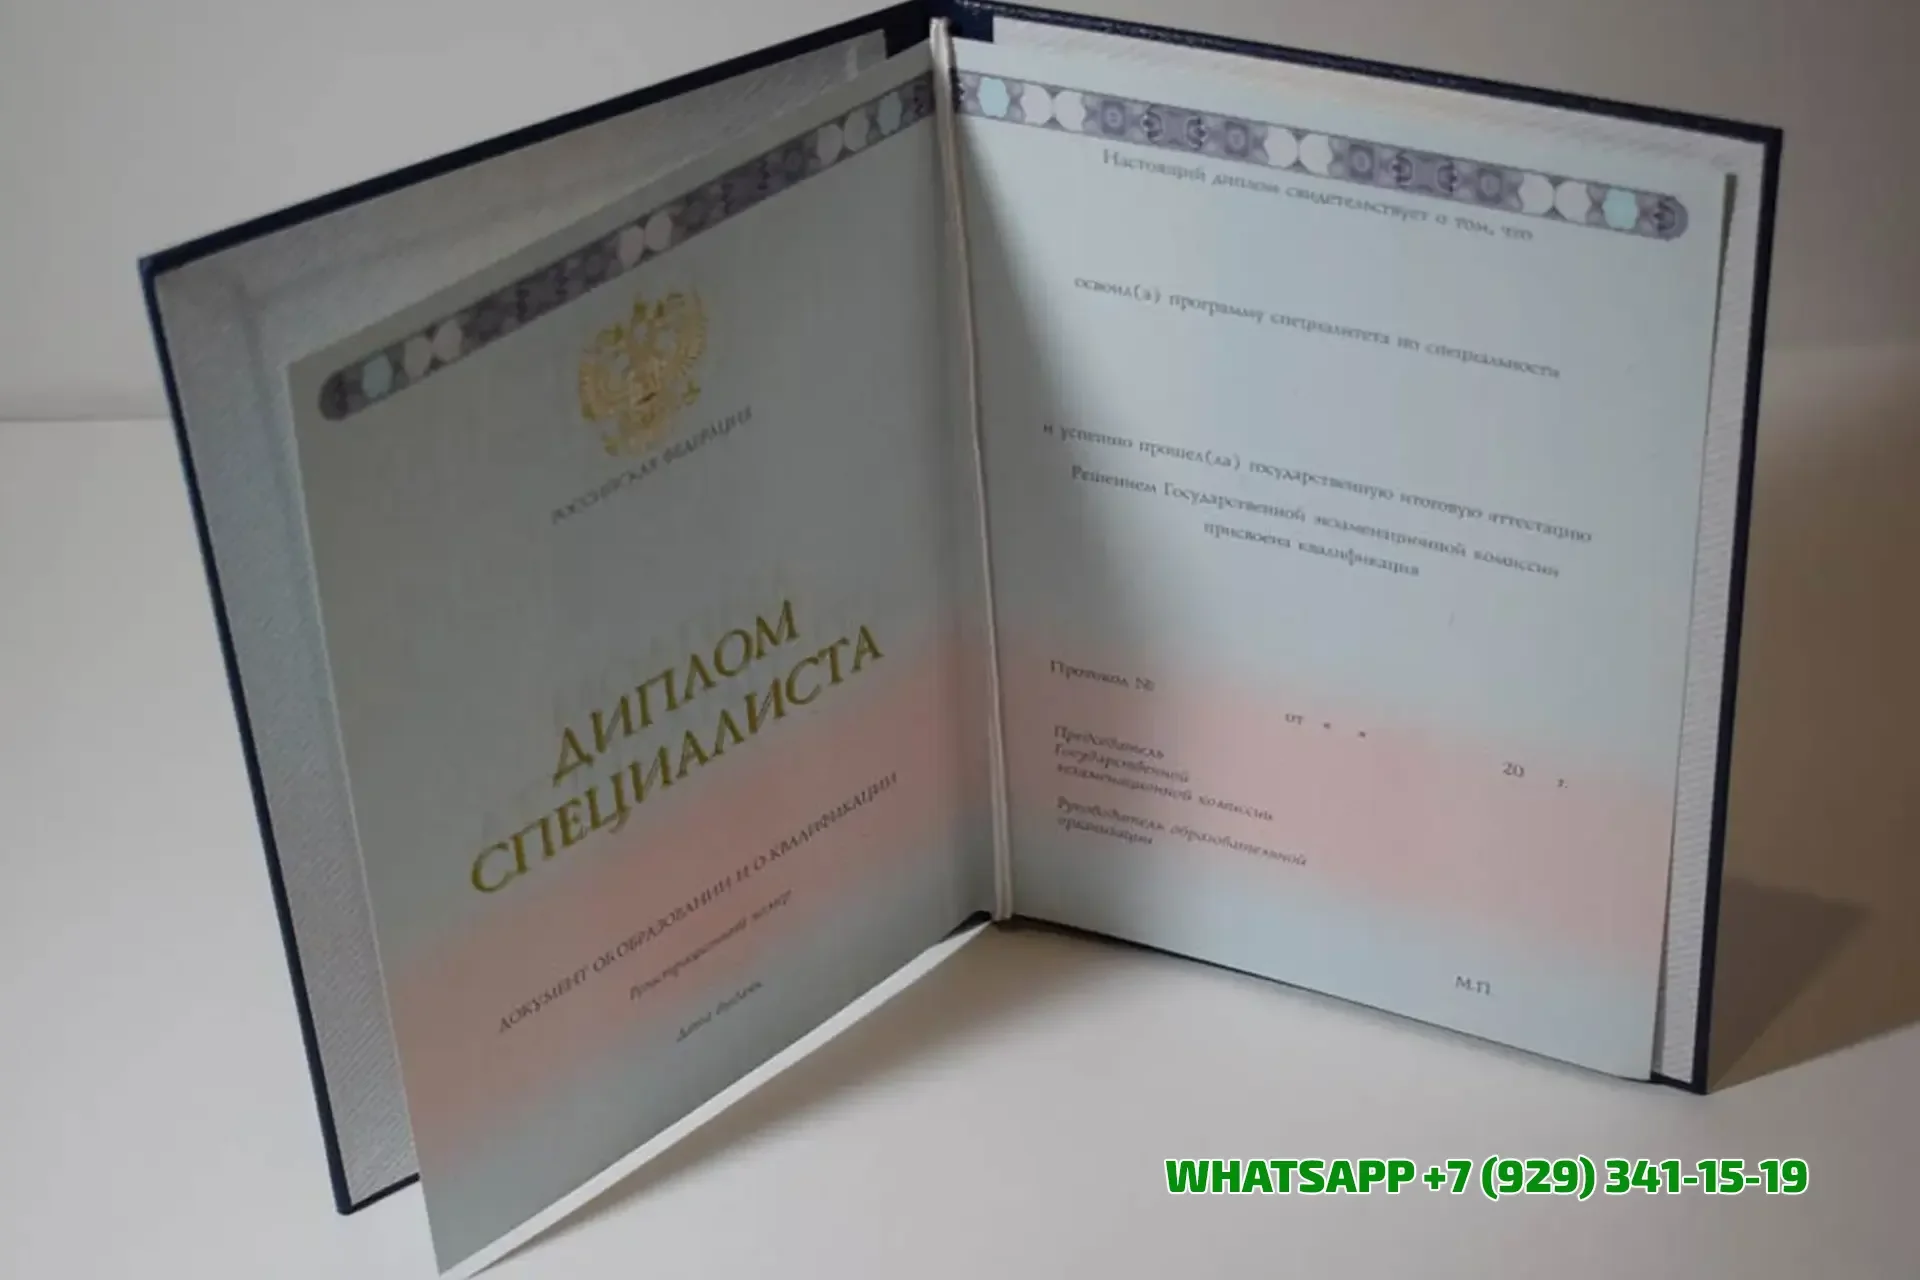 РОССИЙСКАЯ ФЕДЕРАЦИЯ
ДИПЛОМ
СПЕЦИАЛИСТА
ДОКУМЕНТ ОБ ОБРАЗОВАНИИ И О КВАЛИФИКАЦИИ
Регистрационный номер
Дата выдачи
Настоящий диплом свидетельствует о том, что
освоил(а) программу специалитета по специальности
и успешно прошел(ла) государственную итоговую аттестацию
Решением Государственной экзаменационной комиссии
присвоена квалификация
Протокол №
от « »
20 г.
Председатель
Государственной
экзаменационной комиссии
Руководитель образовательной
организации
М.П.
WHATSAPP +7 (929) 341-15-19